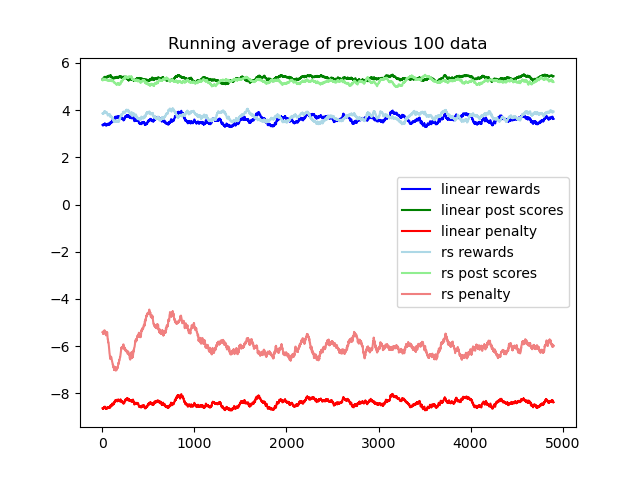 Running average of previous 100 data
6
4
2
0
−2
−4
−6
−8
linear rewards
linear post scores
linear penalty
rs rewards
rs post scores
rs penalty
0 1000 2000 3000 4000 5000